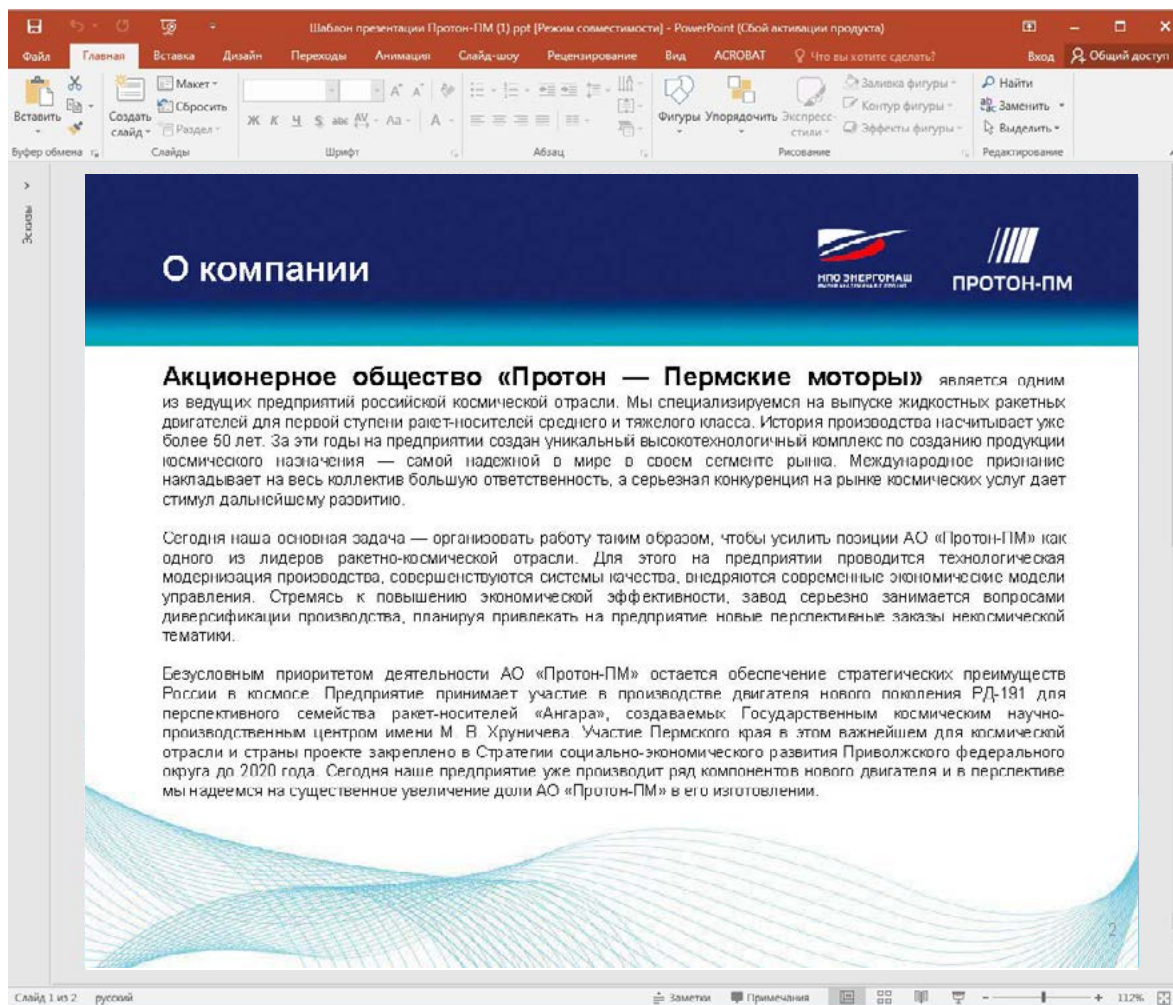 Шаблон презентации Протон-ПМ (1).ppt [Режим совместимости] - PowerPoint (Сбой активации продукта)
Файл Главная Вставка Дизайн Переходы Анимация Слайд-шоу Рецензирование Вид ACROBAT Что вы хотите сделать? Вход Общий доступ
Вставить
Создать слайд
Макет
Сбросить
Раздел
Ж К Ч S abc AV Aa A
Фигуры Упорядочить Экспресс-стили
Заливка фигуры
Контур фигуры
Эффекты фигуры
Найти
Заменить
Выделить
Буфер обмена Слайды Шрифт Абзац Рисование Редактирование
Эскизы
О компании
НПО ЭНЕРГОМАШ
ПРОТОН-ПМ
Акционерное общество «Протон — Пермские моторы» является одним
из ведущих предприятий российской космической отрасли. Мы специализируемся на выпуске жидкостных ракетных
двигателей для первой ступени ракет-носителей среднего и тяжелого класса. История производства насчитывает уже
более 50 лет. За эти годы на предприятии создан уникальный высокотехнологичный комплекс по созданию продукции
космического назначения — самой надежной в мире в своем сегменте рынка. Международное признание
накладывает на весь коллектив большую ответственность, а серьезная конкуренция на рынке космических услуг дает
стимул дальнейшему развитию.
Сегодня наша основная задача — организовать работу таким образом, чтобы усилить позиции АО «Протон-ПМ» как
одного из лидеров ракетно-космической отрасли. Для этого на предприятии проводится технологическая
модернизация производства, совершенствуются системы качества, внедряются современные экономические модели
управления. Стремясь к повышению экономической эффективности, завод серьезно занимается вопросами
диверсификации производства, планируя привлекать на предприятие новые перспективные заказы некосмической
тематики.
Безусловным приоритетом деятельности АО «Протон-ПМ» остается обеспечение стратегических преимуществ
России в космосе. Предприятие принимает участие в производстве двигателя нового поколения РД-191 для
перспективного семейства ракет-носителей «Ангара», создаваемых Государственным космическим научно-
производственным центром имени М. В. Хруничева. Участие Пермского края в этом важнейшем для космической
отрасли и страны проекте закреплено в Стратегии социально-экономического развития Приволжского федерального
округа до 2020 года. Сегодня наше предприятие уже производит ряд компонентов нового двигателя и в перспективе
мы надеемся на существенное увеличение доли АО «Протон-ПМ» в его изготовлении.
2
Слайд 1 из 2 русский Заметки Примечания 112%